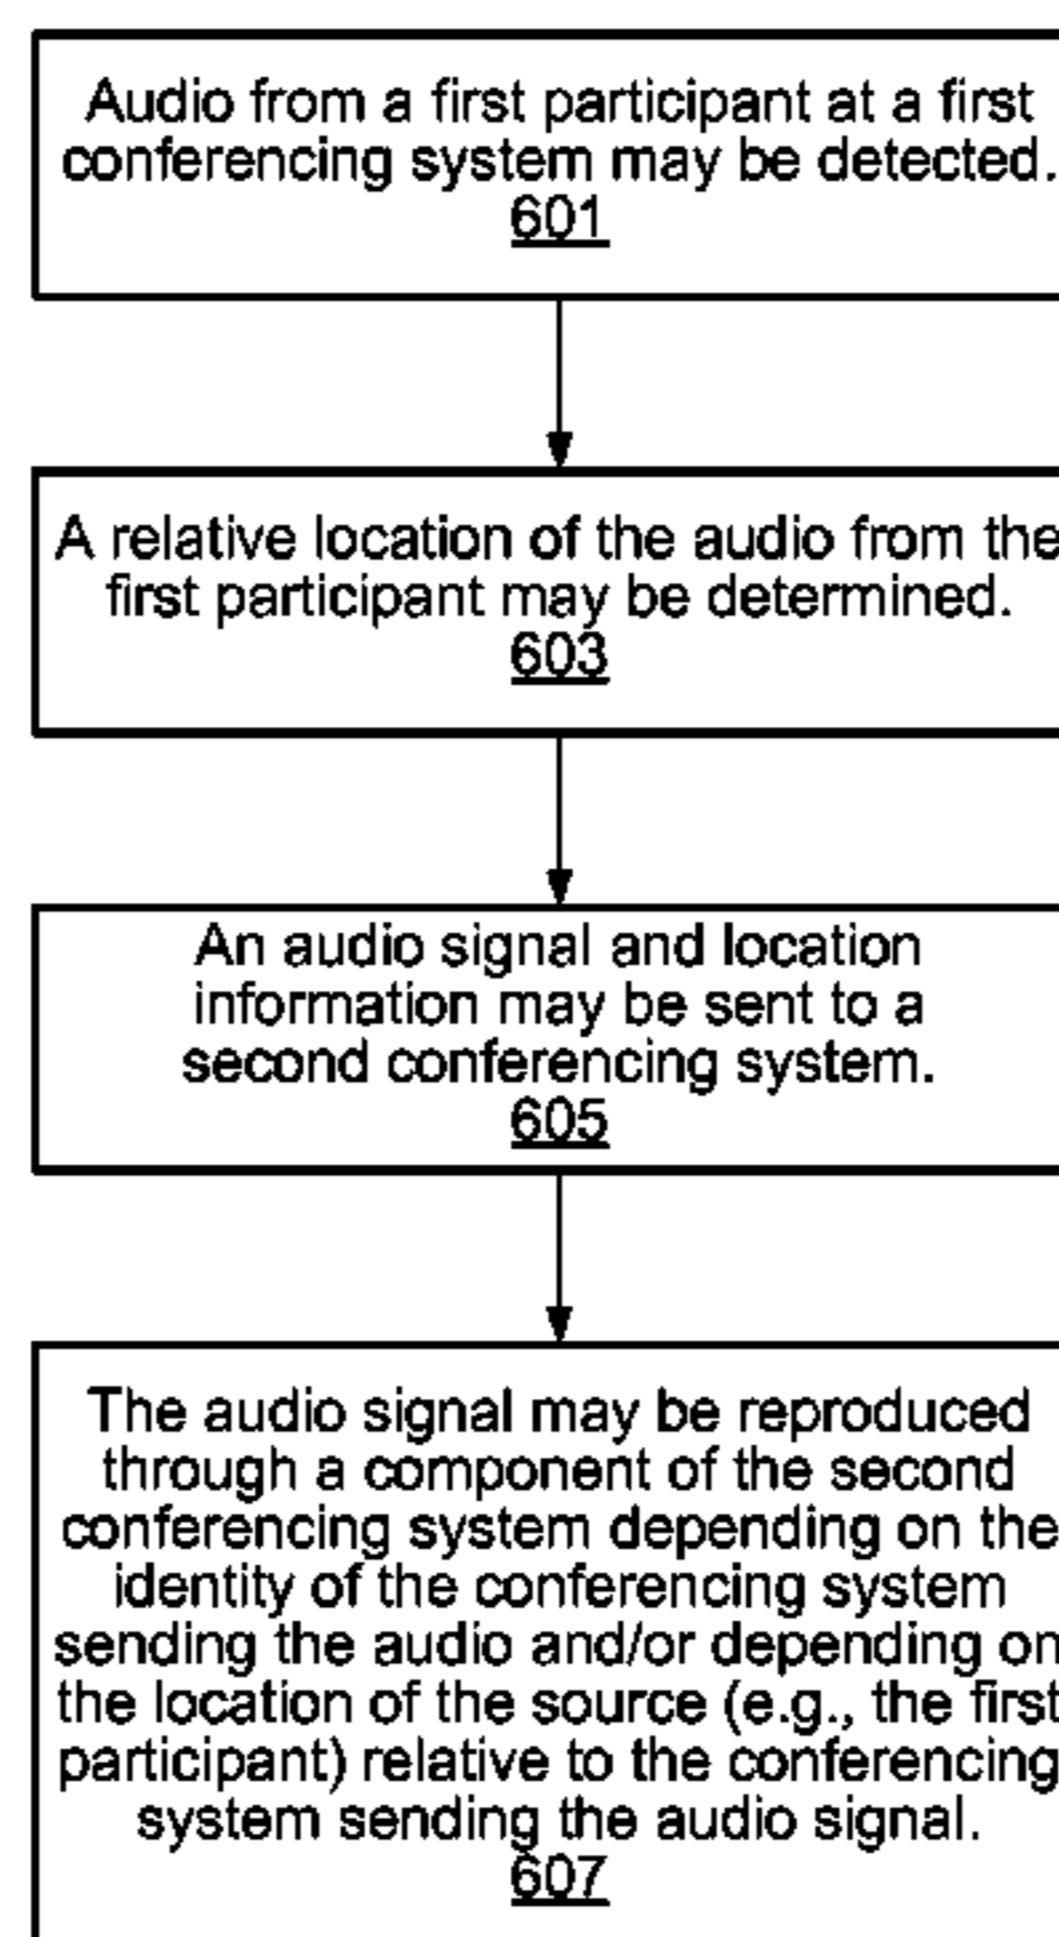 Audio from a first participant at a first
conferencing system may be detected.
601
A relative location of the audio from the
first participant may be determined.
603
An audio signal and location
information may be sent to a
second conferencing system.
605
The audio signal may be reproduced
through a component of the second
conferencing system depending on the
identity of the conferencing system
sending the audio and/or depending on
the location of the source (e.g., the first
participant) relative to the conferencing
system sending the audio signal.
607